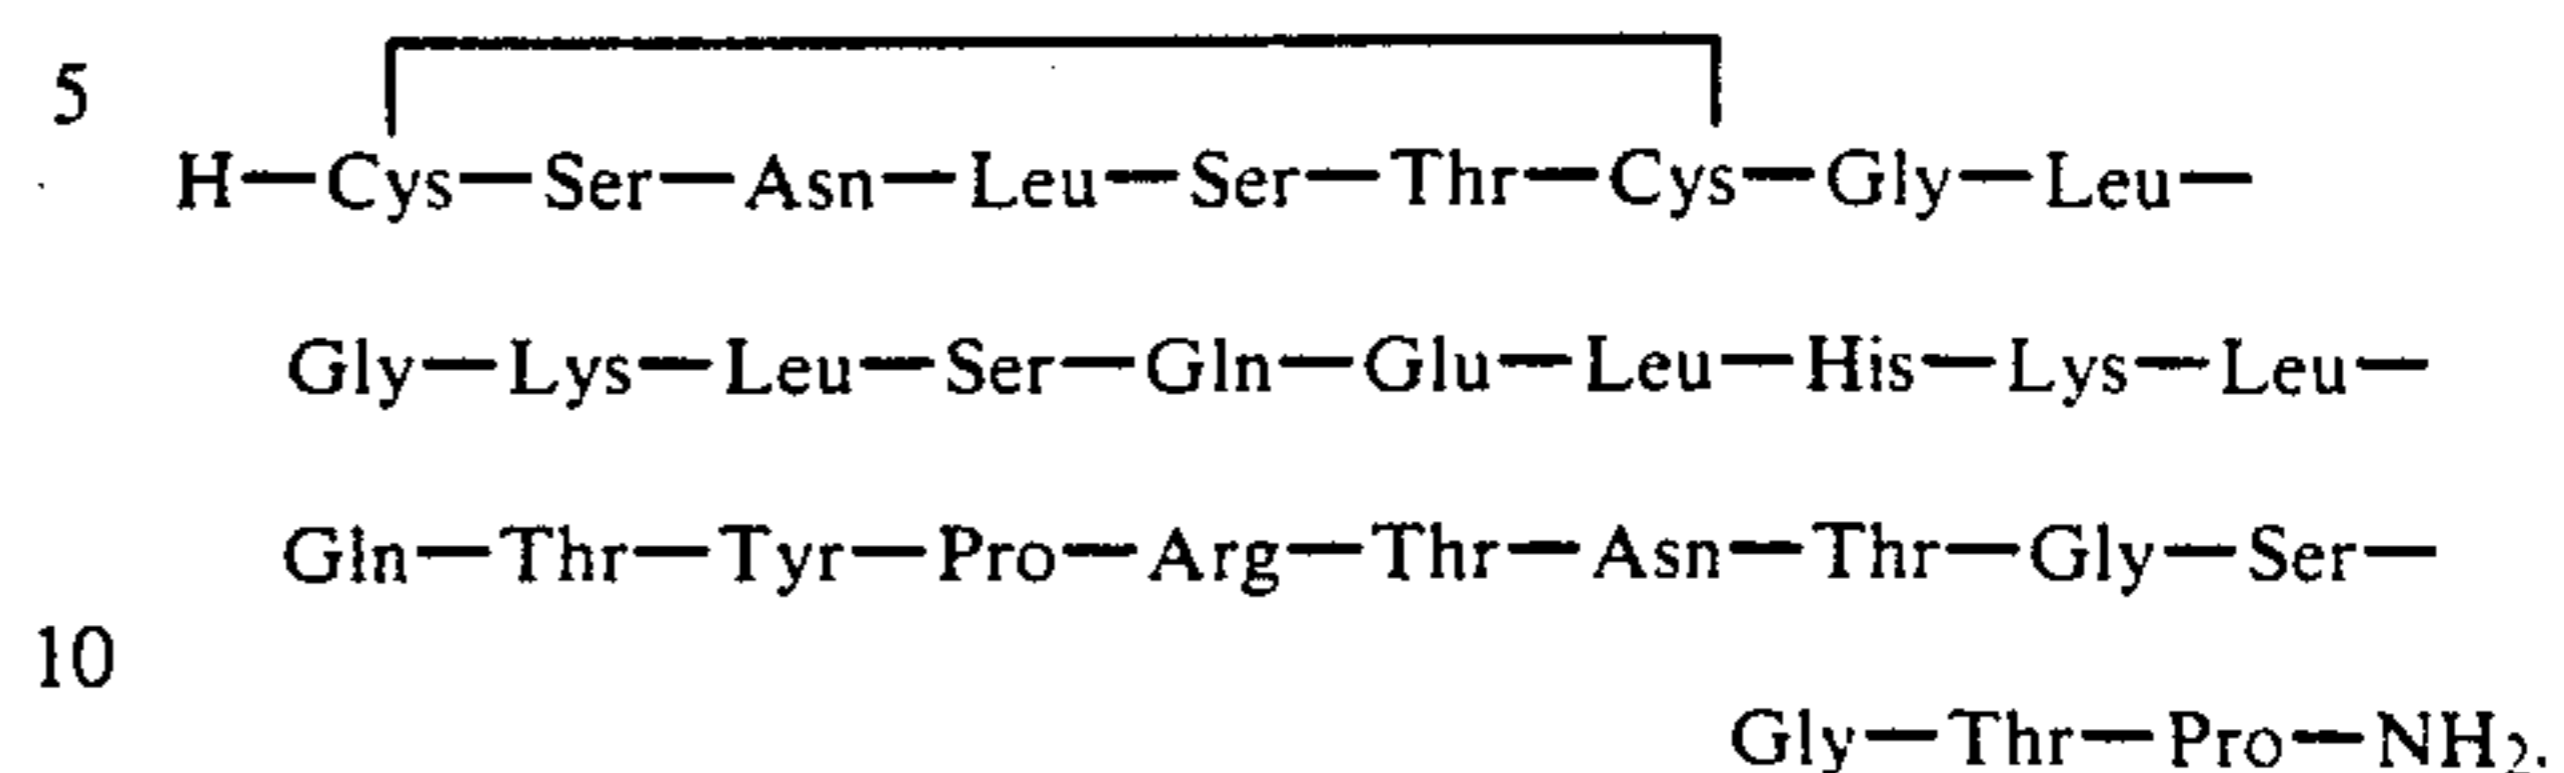 5
H—Cys—Ser—Asn—Leu—Ser—Thr—Cys—Gly—Leu—
Gly—Lys—Leu—Ser—Gln—Glu—Leu—His—Lys—Leu—
Gln—Thr—Tyr—Pro—Arg—Thr—Asn—Thr—Gly—Ser—
10
Gly—Thr—Pro—NH₂.